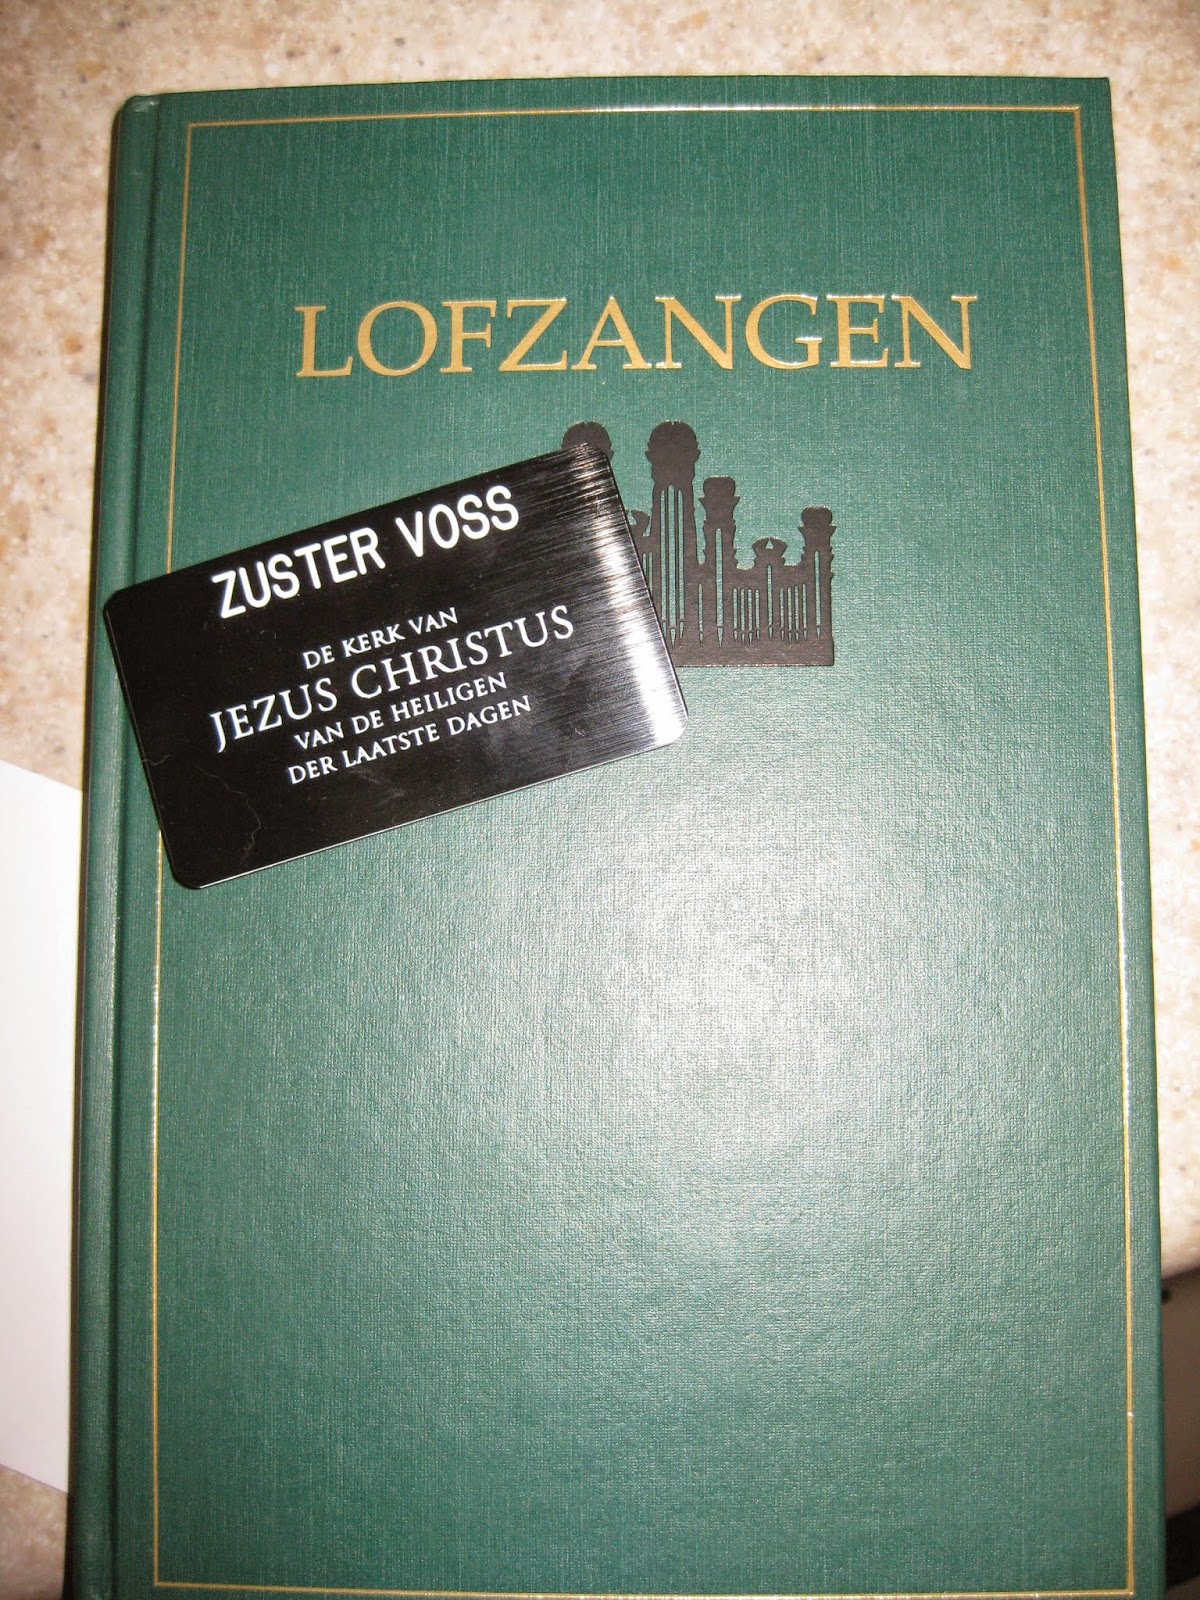 LOFZANGEN
ZUSTER VOSS
DE KERK VAN
JEZUS CHRISTUS
VAN DE HEILIGEN
DER LAATSTE DAGEN